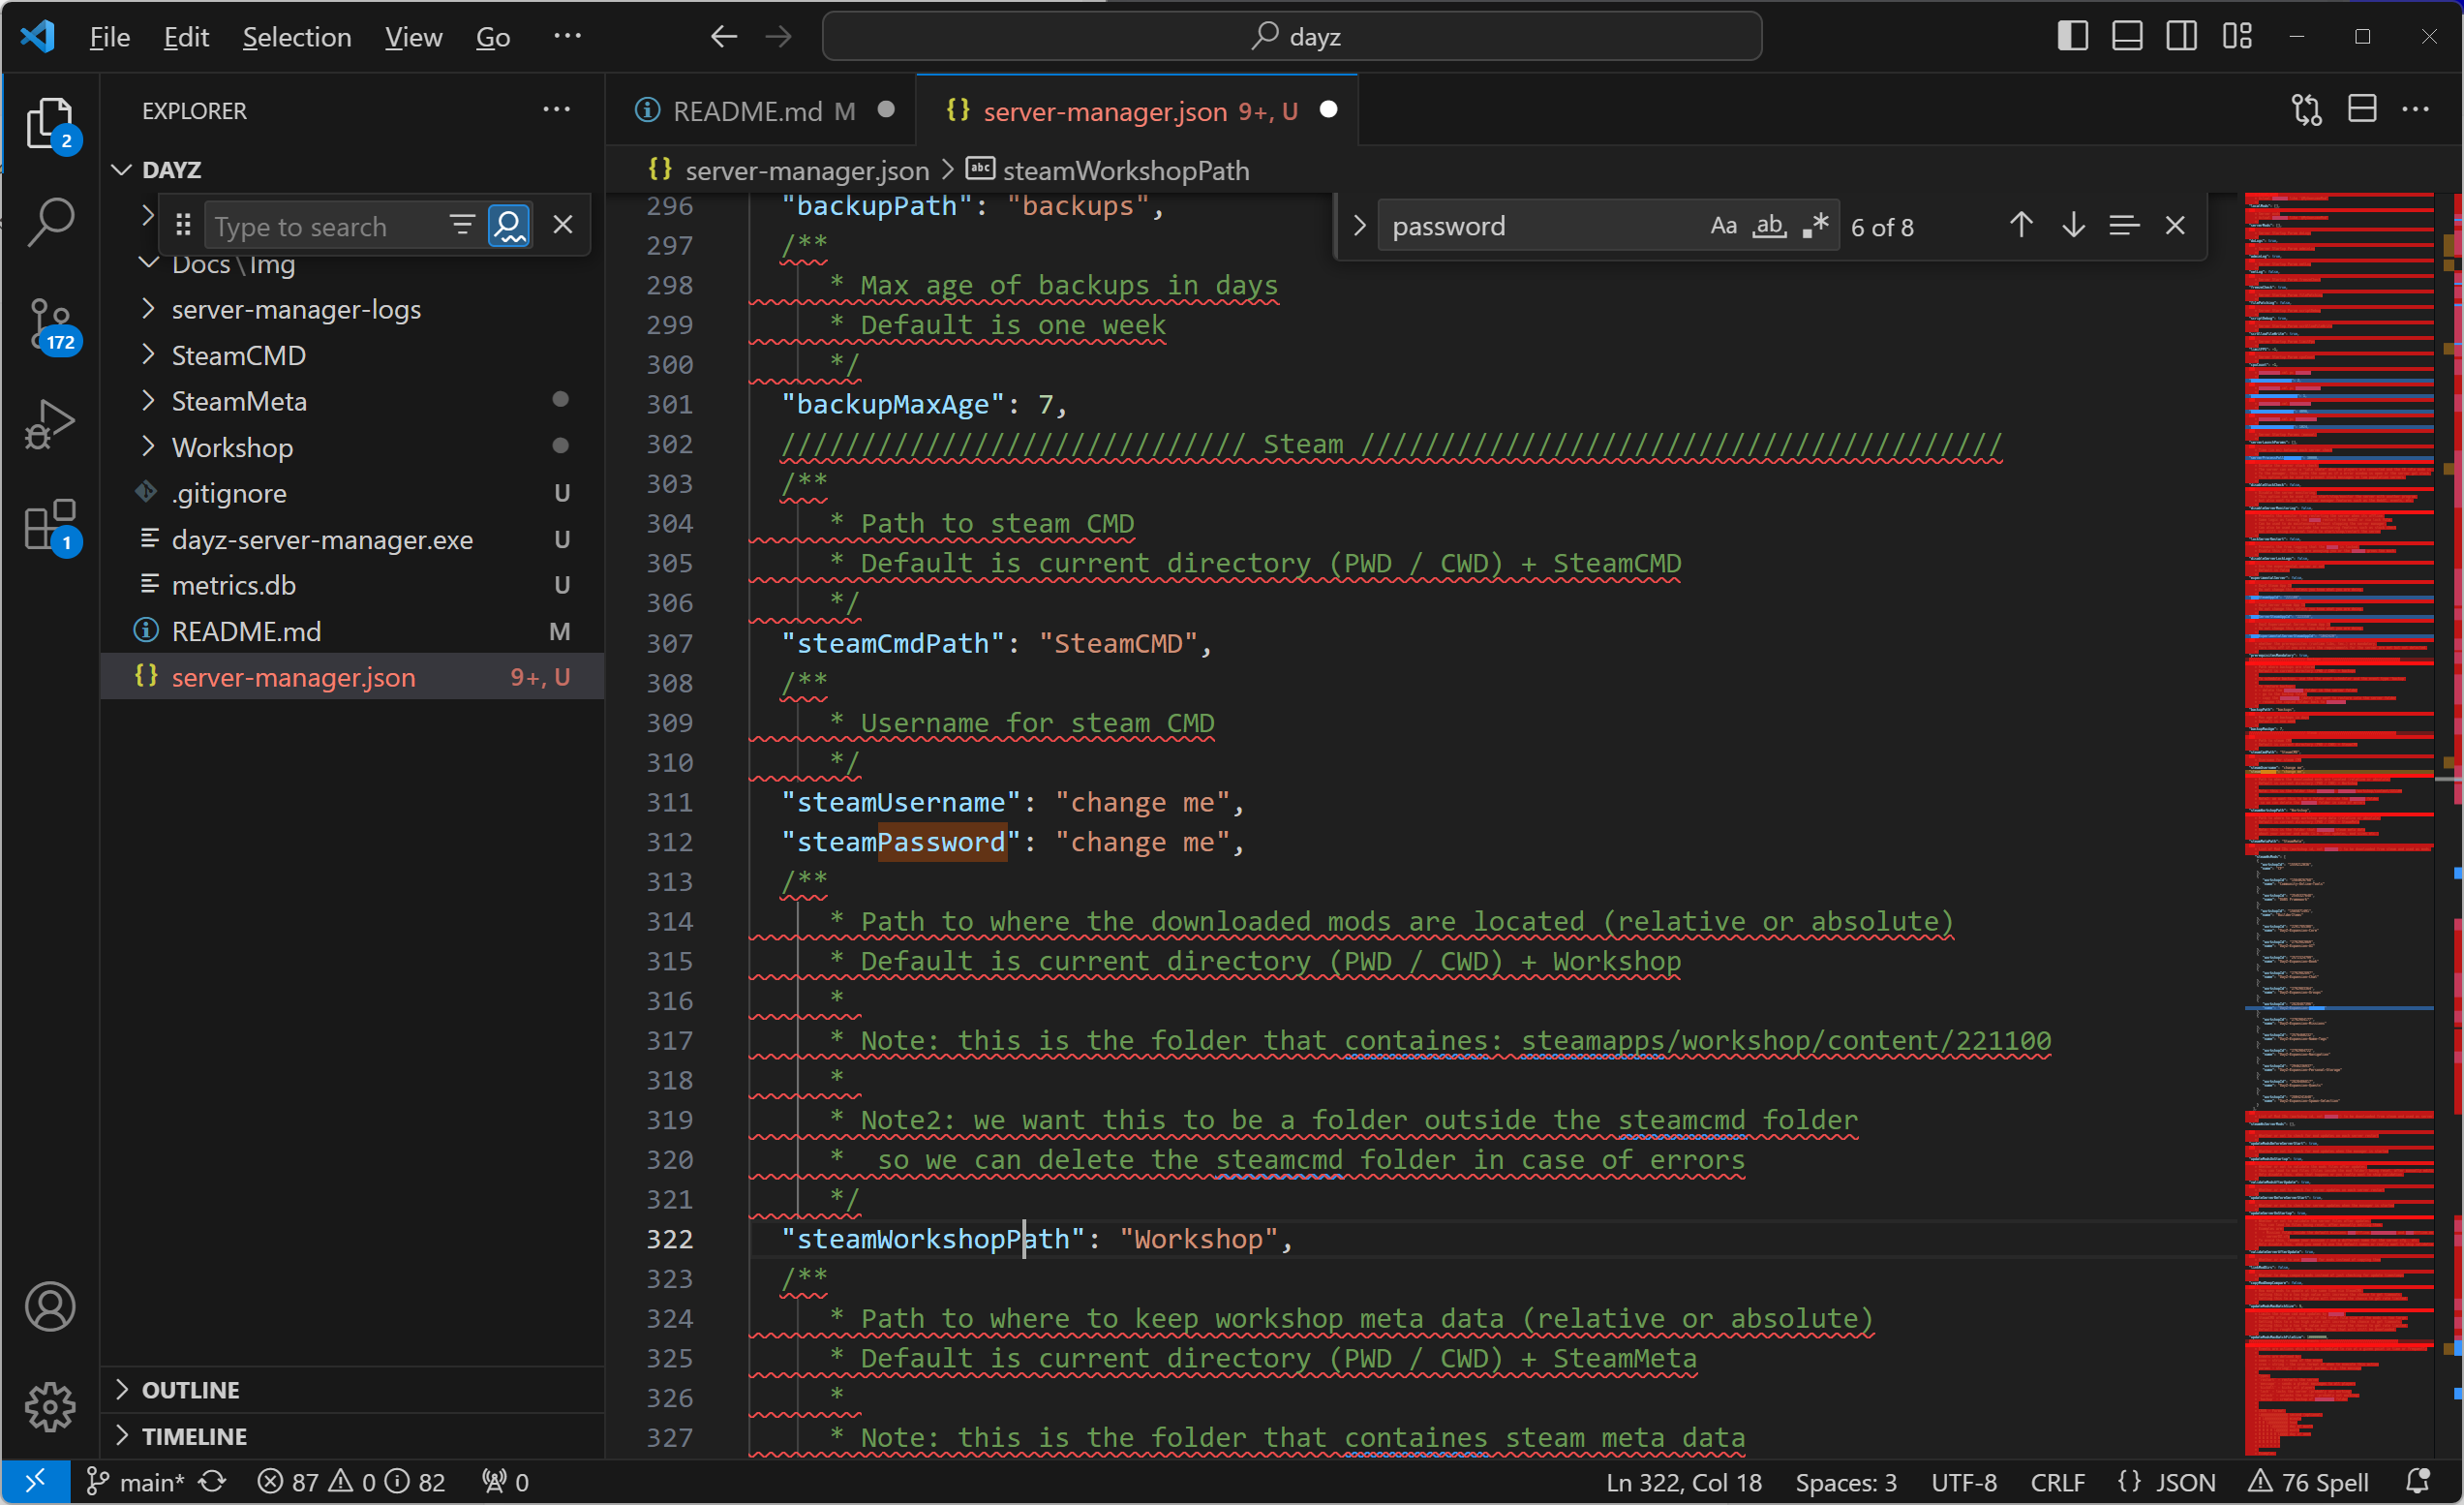 File Edit Selection View Go ··· dayz
EXPLORER ···
DAYZ
Type to search
Docs\Img
server-manager-logs
SteamCMD
SteamMeta
Workshop
.gitignore U
dayz-server-manager.exe U
metrics.db U
README.md M
server-manager.json 9+, U
OUTLINE
TIMELINE
2
172
1
README.md M
server-manager.json 9+, U
server-manager.json > steamWorkshopPath
password Aa ab .* 6 of 8
296 "backupPath": "backups",
297 /**
298 * Max age of backups in days
299 * Default is one week
300 */
301 "backupMaxAge": 7,
302 ///////////////////////////// Steam ////////////////////////////////////////
303 /**
304 * Path to steam CMD
305 * Default is current directory (PWD / CWD) + SteamCMD
306 */
307 "steamCmdPath": "SteamCMD",
308 /**
309 * Username for steam CMD
310 */
311 "steamUsername": "change me",
312 "steamPassword": "change me",
313 /**
314 * Path to where the downloaded mods are located (relative or absolute)
315 * Default is current directory (PWD / CWD) + Workshop
316 *
317 * Note: this is the folder that containes: steamapps/workshop/content/221100
318 *
319 * Note2: we want this to be a folder outside the steamcmd folder
320 *  so we can delete the steamcmd folder in case of errors
321 */
322 "steamWorkshopPath": "Workshop",
323 /**
324 * Path to where to keep workshop meta data (relative or absolute)
325 * Default is current directory (PWD / CWD) + SteamMeta
326 *
327 * Note: this is the folder that containes steam meta data
main* 87 0 82 0 Ln 322, Col 18 Spaces: 3 UTF-8 CRLF {} JSON 76 Spell